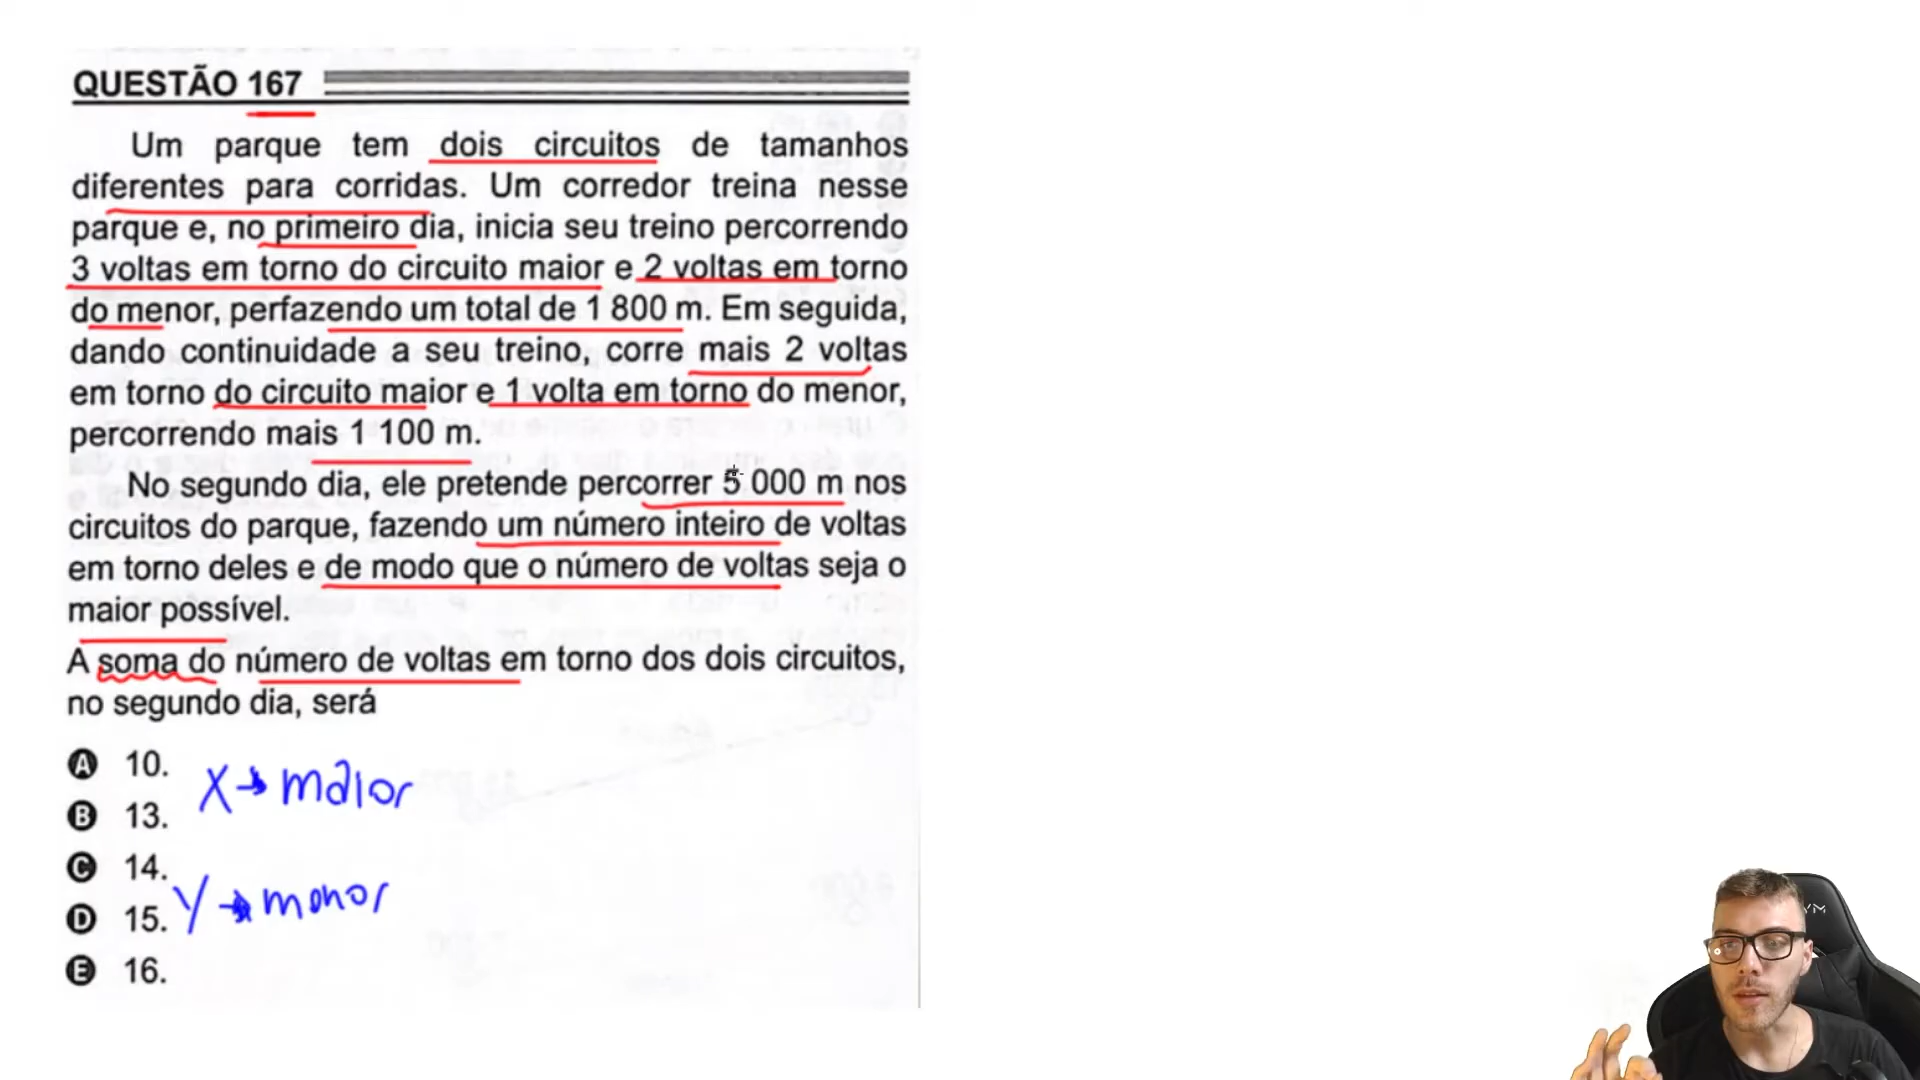 QUESTÃO 167
Um parque tem dois circuitos de tamanhos
diferentes para corridas. Um corredor treina nesse
parque e, no primeiro dia, inicia seu treino percorrendo
3 voltas em torno do circuito maior e 2 voltas em torno
do menor, perfazendo um total de 1 800 m. Em seguida,
dando continuidade a seu treino, corre mais 2 voltas
em torno do circuito maior e 1 volta em torno do menor,
percorrendo mais 1 100 m.
No segundo dia, ele pretende percorrer 5 000 m nos
circuitos do parque, fazendo um número inteiro de voltas
em torno deles e de modo que o número de voltas seja o
maior possível.
A soma do número de voltas em torno dos dois circuitos,
no segundo dia, será
A 10.
B 13.
C 14.
D 15.
E 16.
X → maior
Y → menor